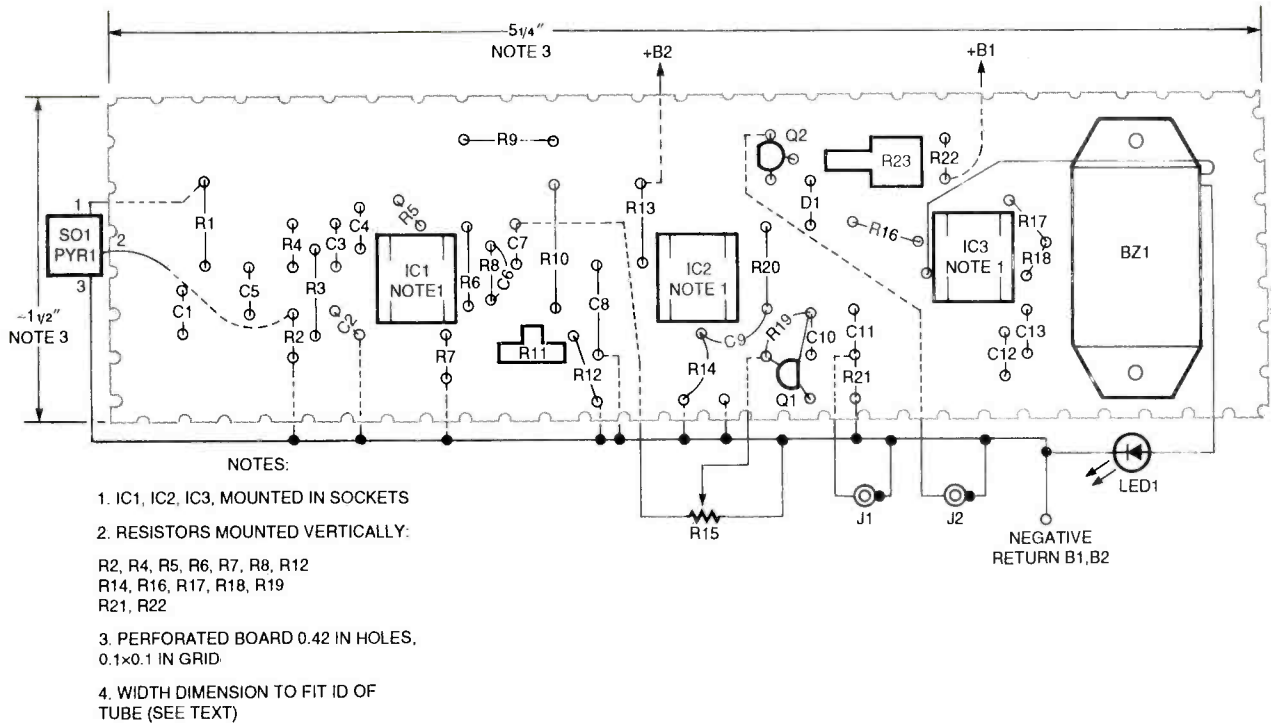 5 1/4"
NOTE 3
+B2
+B1
R9
Q2
R23
R22
1
SO1
PYR1
2
3
R1
R4
C3
C4
R5
R13
D1
R16
R17
R18
BZ1
IC1
NOTE1
IC2
NOTE 1
IC3
NOTE 1
C1
C5
R3
R6
R8
C6
C7
R10
C8
R20
~1 1/2"
NOTE 3
R2
C2
R7
R11
R12
R14
C9
R19
C10
C11
R21
C12
C13
Q1
R15
J1
J2
LED1
NEGATIVE
RETURN B1,B2
NOTES:
1. IC1, IC2, IC3, MOUNTED IN SOCKETS
2. RESISTORS MOUNTED VERTICALLY:
R2, R4, R5, R6, R7, R8, R12
R14, R16, R17, R18, R19
R21, R22
3. PERFORATED BOARD 0.42 IN HOLES,
0.1×0.1 IN GRID
4. WIDTH DIMENSION TO FIT ID OF
TUBE (SEE TEXT)